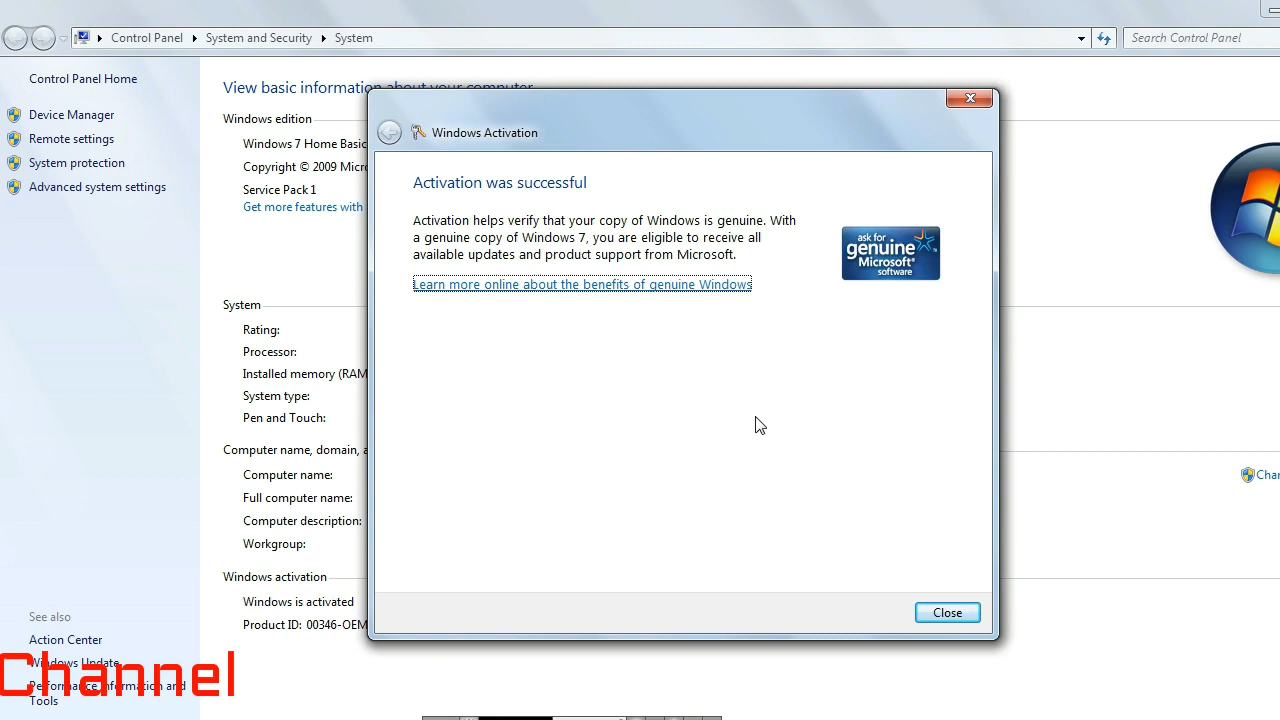 Control Panel
System and Security
System
Search Control Panel
Control Panel Home
Device Manager
Remote settings
System protection
Advanced system settings
See also
Action Center
Windows Update
Performance Information and
Tools
Channel
View basic information about your computer
Windows edition
Windows 7 Home Basic
Copyright © 2009 Micro
Service Pack 1
Get more features with
System
Rating:
Processor:
Installed memory (RAM
System type:
Pen and Touch:
Computer name, domain, a
Computer name:
Full computer name:
Computer description:
Workgroup:
Windows activation
Windows is activated
Product ID: 00346-OEM
Chan
Windows Activation
Activation was successful
Activation helps verify that your copy of Windows is genuine. With
a genuine copy of Windows 7, you are eligible to receive all
available updates and product support from Microsoft.
Learn more online about the benefits of genuine Windows
ask for
genuine
Microsoft®
software
Close